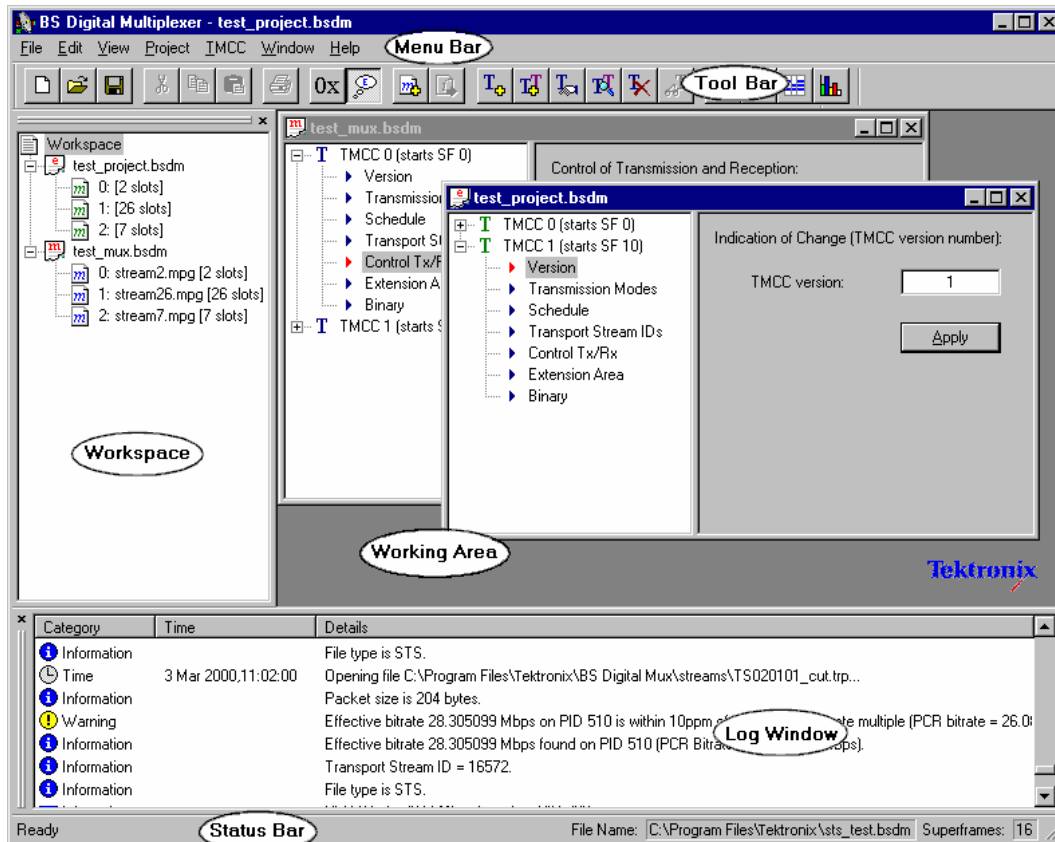 BS Digital Multiplexer - test_project.bsdm
File Edit View Project TMCC Window Help
Menu Bar
0x
Tool Bar
Workspace
test_project.bsdm
0: [2 slots]
1: [26 slots]
2: [7 slots]
test_mux.bsdm
0: stream2.mpg [2 slots]
1: stream26.mpg [26 slots]
2: stream7.mpg [7 slots]
Workspace
test_mux.bsdm
TMCC 0 (starts SF 0)
Version
Transmission
Schedule
Transport
Control Tx/
Extension A
Binary
TMCC 1 (starts
Control of Transmission and Reception:
test_project.bsdm
TMCC 0 (starts SF 0)
TMCC 1 (starts SF 10)
Version
Transmission Modes
Schedule
Transport Stream IDs
Control Tx/Rx
Extension Area
Binary
Indication of Change (TMCC version number):
TMCC version: 1
Apply
Working Area
Tektronix
Category Time Details
Information File type is STS.
Time 3 Mar 2000,11:02:00 Opening file C:\Program Files\Tektronix\BS Digital Mux\streams\TS020101_cut.trp...
Information Packet size is 204 bytes.
Warning Effective bitrate 28.305099 Mbps on PID 510 is within 10ppm multiple (PCR bitrate = 26.0
Information Effective bitrate 28.305099 Mbps found on PID 510 (PCR
Information Transport Stream ID = 16572.
Information File type is STS.
Log Window
Ready
Status Bar
File Name: C:\Program Files\Tektronix\sts_test.bsdm Superframes: 16